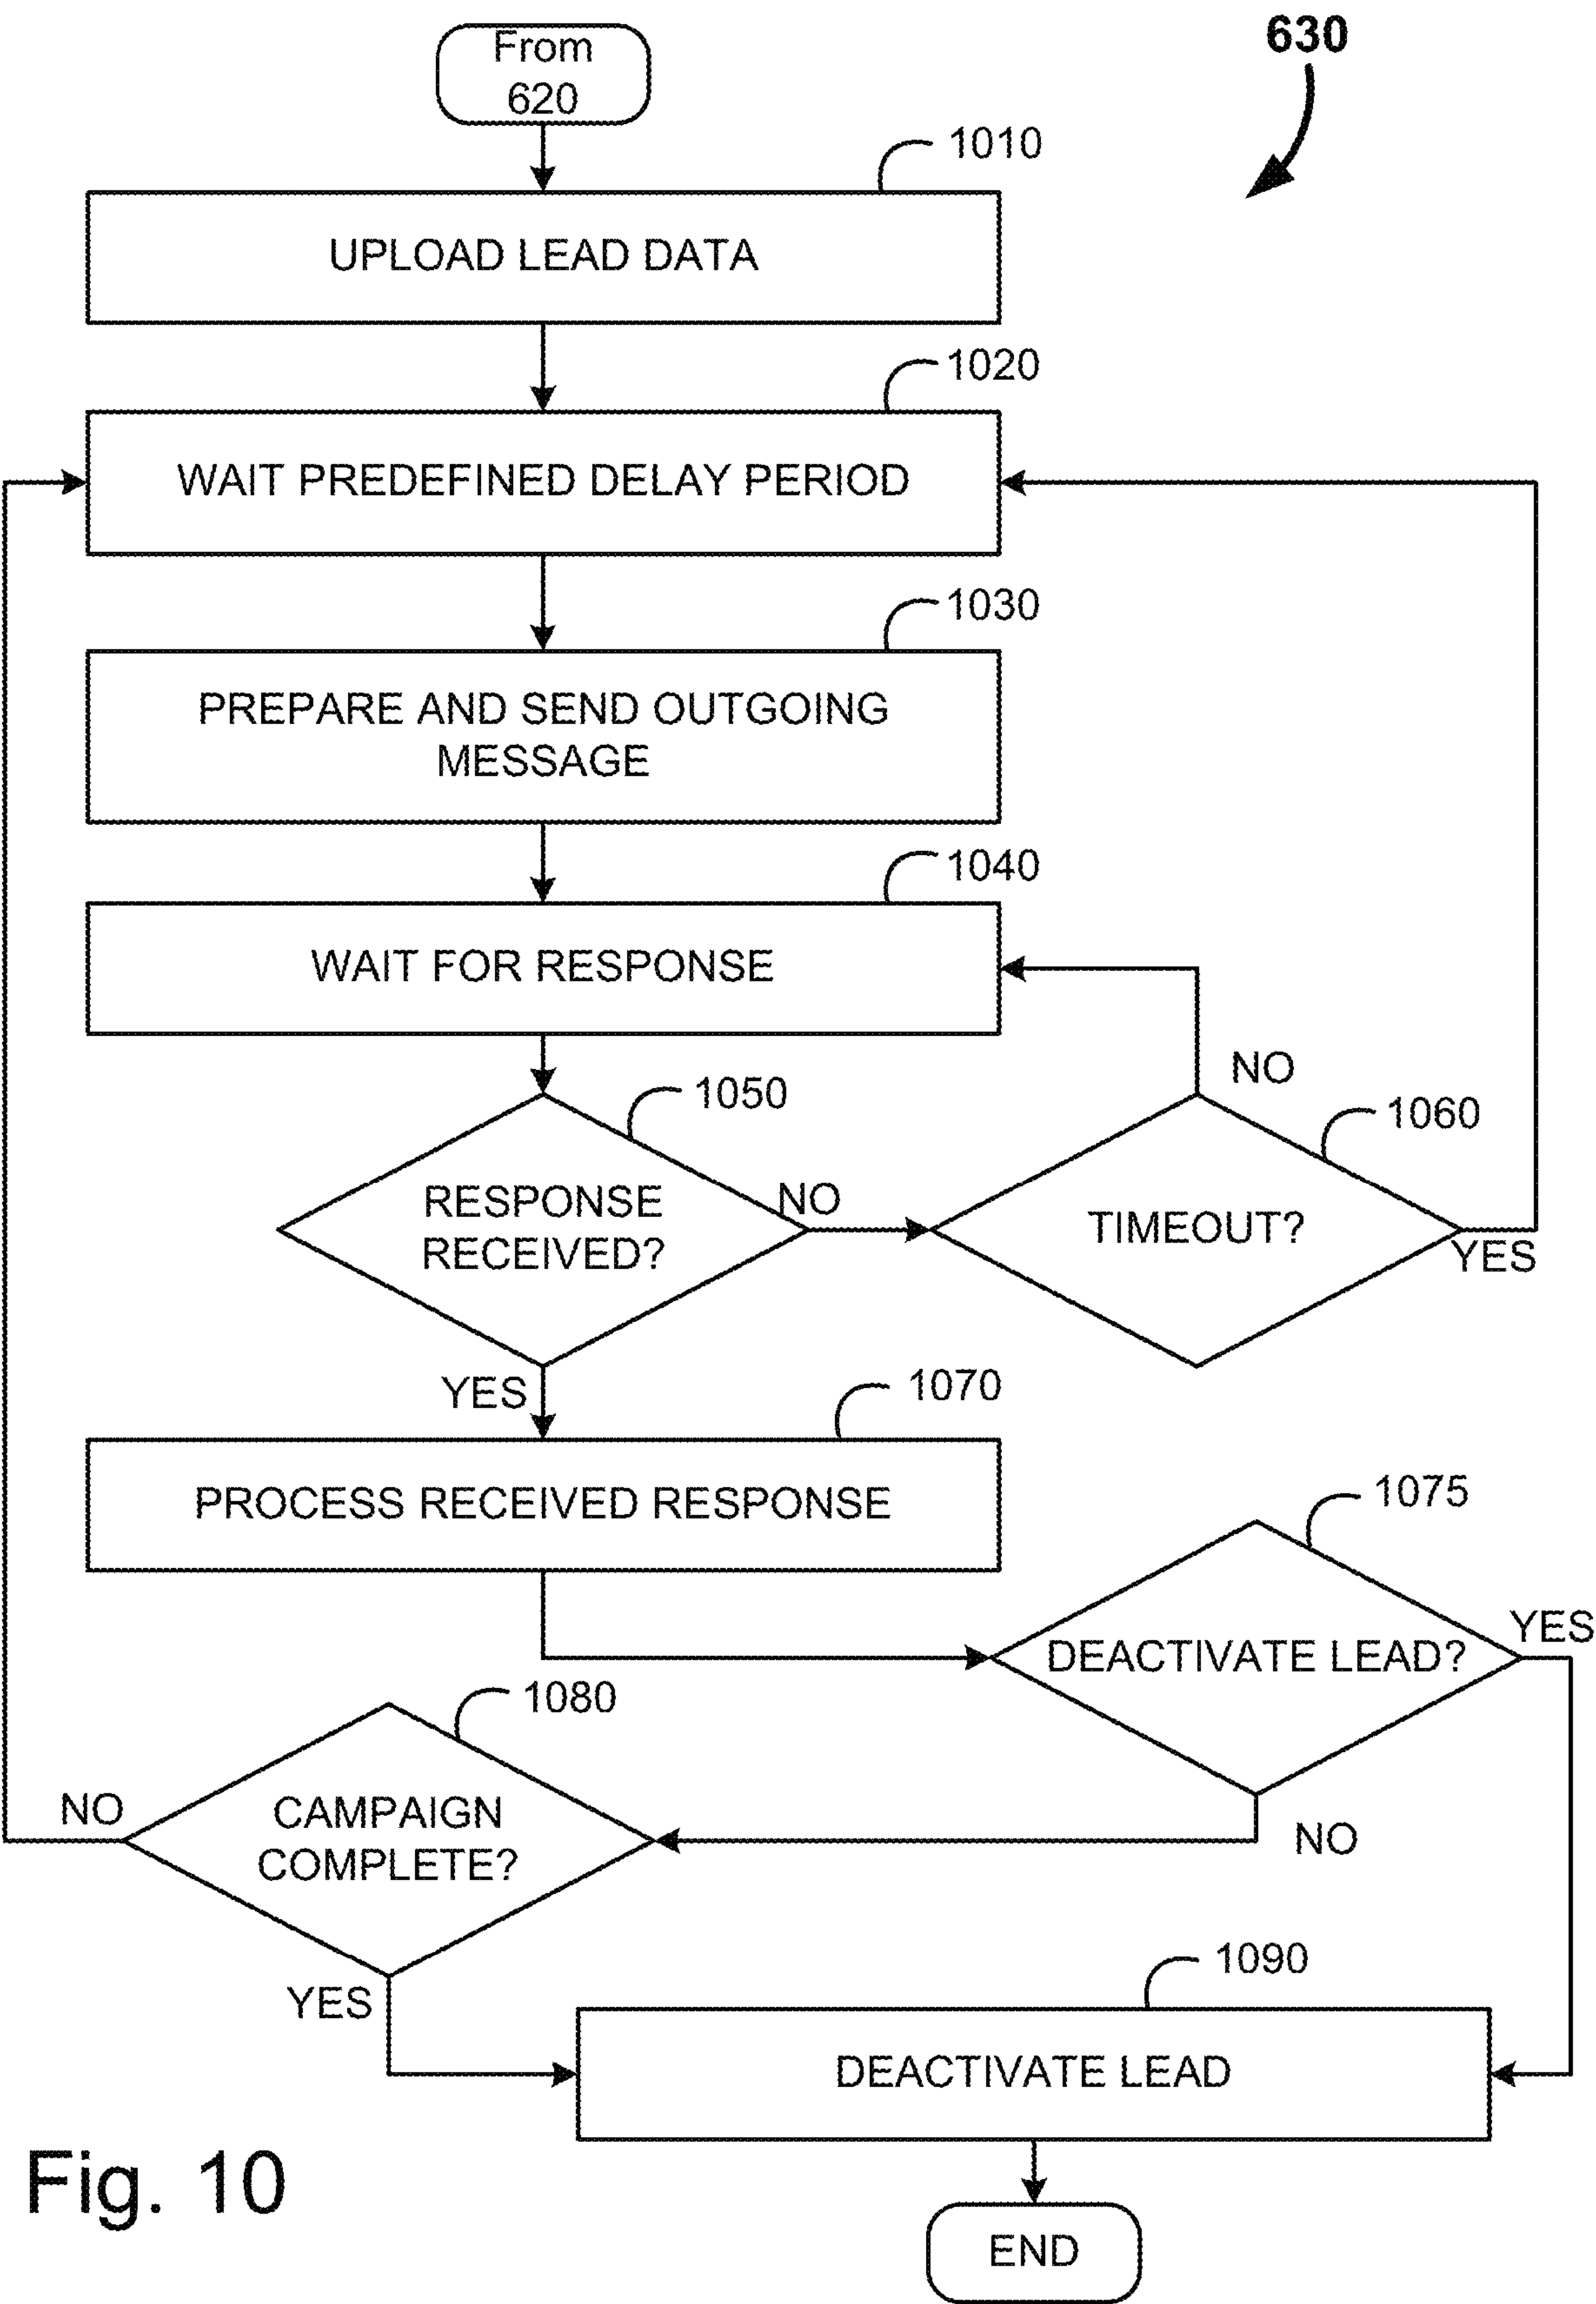 From
620
630
1010
UPLOAD LEAD DATA
1020
WAIT PREDEFINED DELAY PERIOD
1030
PREPARE AND SEND OUTGOING
MESSAGE
1040
WAIT FOR RESPONSE
NO
1050
1060
RESPONSE
RECEIVED?
NO
TIMEOUT?
YES
YES
1070
PROCESS RECEIVED RESPONSE
1075
DEACTIVATE LEAD?
YES
1080
NO
CAMPAIGN
COMPLETE?
NO
YES
1090
DEACTIVATE LEAD
Fig. 10
END